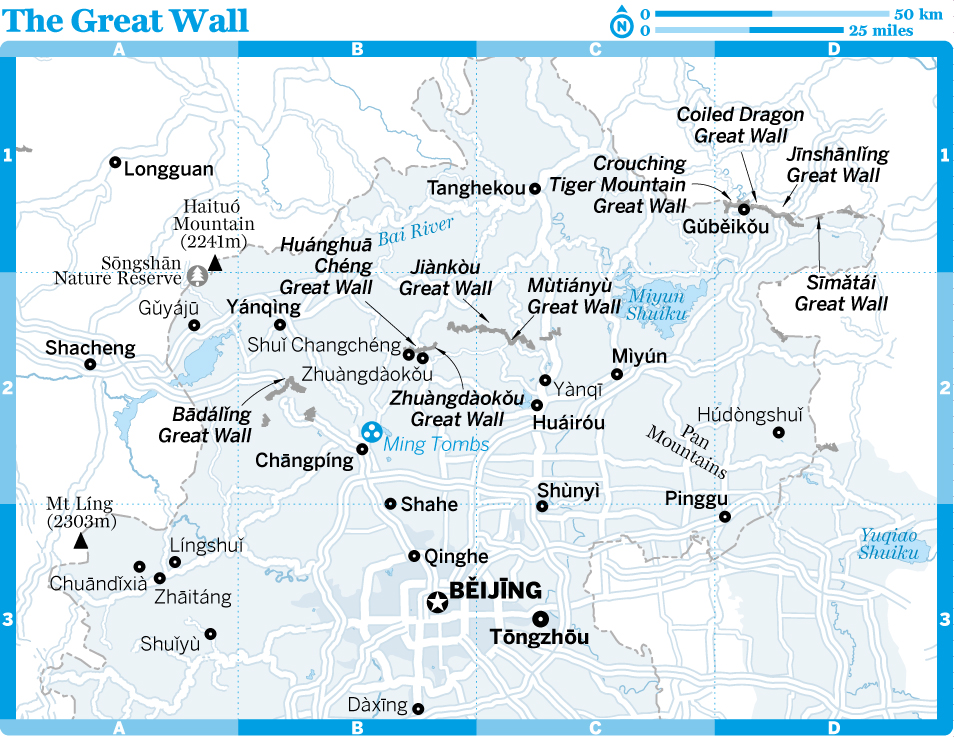 The Great Wall
0 50 km
N
0 25 miles
A B C D
1 1
Coiled Dragon
Great Wall
Jīnshānlǐng
Great Wall
Crouching
Tiger Mountain
Great Wall
Longguan
Tanghekou
Gǔběikǒu
Haituó
Mountain
(2241m)
Bai River
Huánghuā
Chéng
Great Wall
Sōngshān
Nature Reserve
Jiànkòu
Great Wall
Mùtiányù
Great Wall
Miyun
Shuiku
Sīmǎtái
Great Wall
Gǔyájū
Yánqìng
Shacheng
Shuǐ Changchéng
Zhuàngdàokǒu
Mìyún
2 2
Yànqī
Bādálǐng
Great Wall
Zhuàngdàokǒu
Great Wall
Huáiróu
Húdòngshuǐ
Pan
Mountains
Ming Tombs
Chāngpíng
Mt Líng
(2303m)
Shahe
Shùnyì
Pinggu
Yuqiao
Shuiku
Língshuǐ
Qinghe
Chuāndǐxià
Zhāitáng
BĚIJĪNG
3 3
Tōngzhōu
Shuǐyù
Dàxīng
A B C D